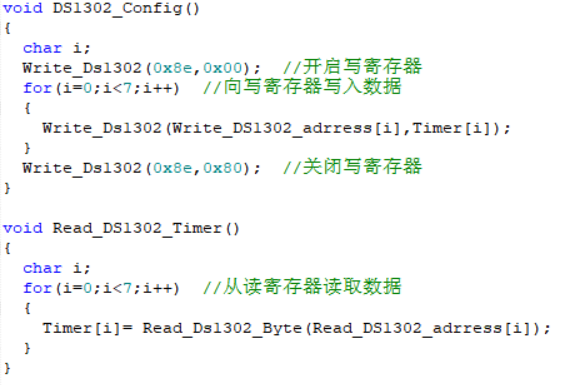 void DS1302_Config()
{
  char i;
  Write_Ds1302(0x8e,0x00);  //开启写寄存器
  for(i=0;i<7;i++)  //向写寄存器写入数据
  {
    Write_Ds1302(Write_DS1302_adrress[i],Timer[i]);
  }
  Write_Ds1302(0x8e,0x80);  //关闭写寄存器
}

void Read_DS1302_Timer()
{
  char i;
  for(i=0;i<7;i++)  //从读寄存器读取数据
  {
    Timer[i]= Read_Ds1302_Byte(Read_DS1302_adrress[i]);
  }
}